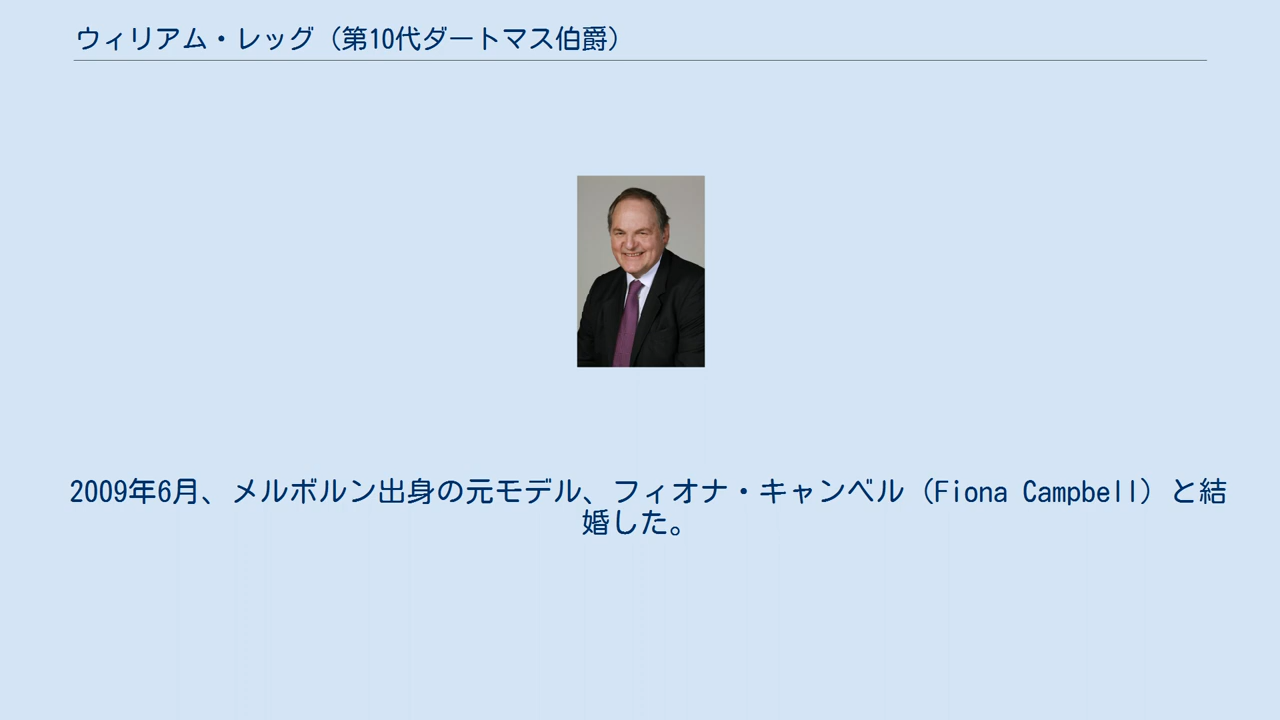 ウィリアム・レッグ（第10代ダートマス伯爵）
2009年6月、メルボルン出身の元モデル、フィオナ・キャンベル（Fiona Campbell）と結
婚した。